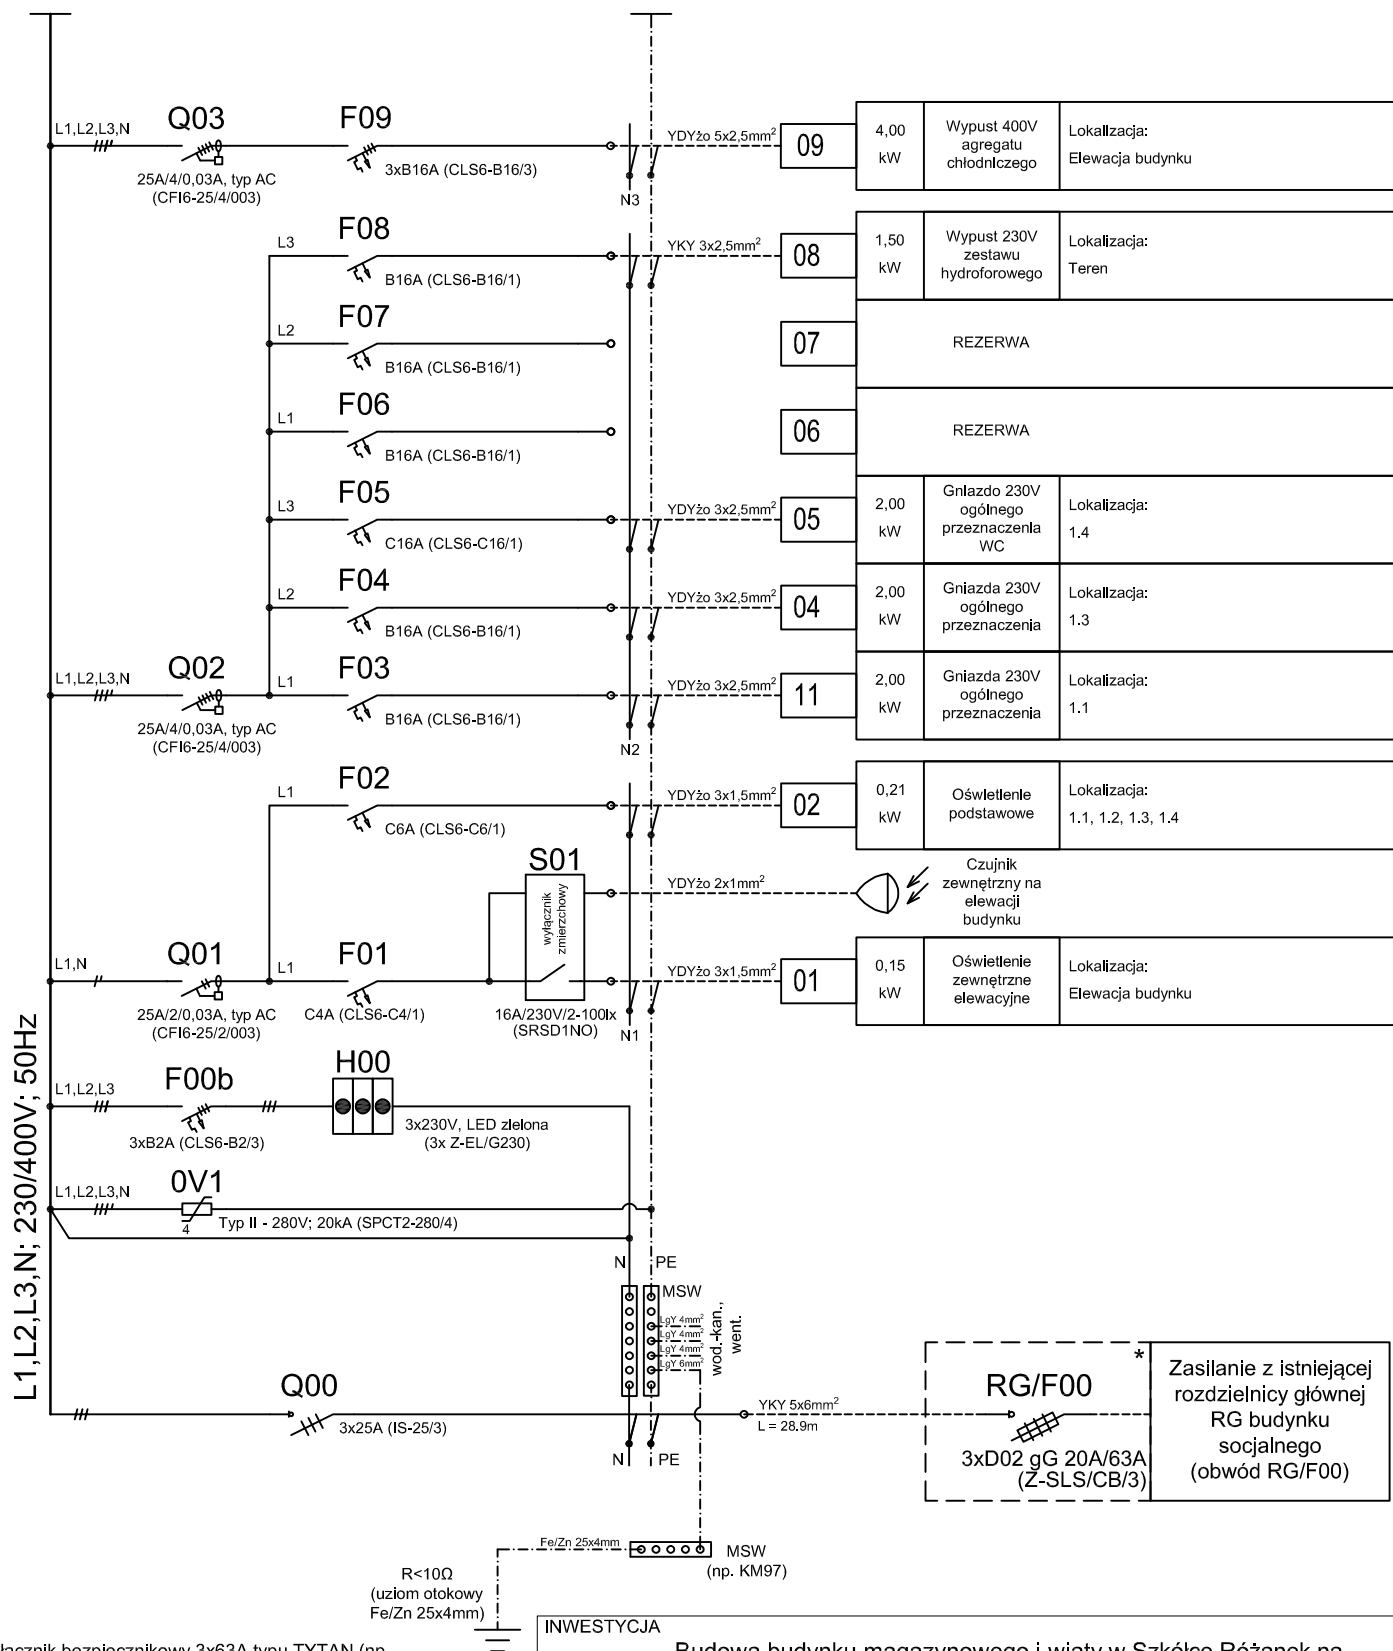 Q03
F09
L1,L2,L3,N
25A/4/0,03A, typ AC
(CFI6-25/4/003)
3xB16A (CLS6-B16/3)
N3
YDYżo 5x2,5mm²
09
4,00
kW
Wypust 400V
agregatu
chłodniczego
Lokalizacja:
Elewacja budynku
F08
L3
B16A (CLS6-B16/1)
YKY 3x2,5mm²
08
1,50
kW
Wypust 230V
zestawu
hydroforowego
Lokalizacja:
Teren
F07
L2
B16A (CLS6-B16/1)
07
REZERWA
F06
L1
B16A (CLS6-B16/1)
06
REZERWA
F05
L3
C16A (CLS6-C16/1)
YDYżo 3x2,5mm²
05
2,00
kW
Gniazdo 230V
ogólnego
przeznaczenia
WC
Lokalizacja:
1.4
F04
L2
B16A (CLS6-B16/1)
YDYżo 3x2,5mm²
04
2,00
kW
Gniazda 230V
ogólnego
przeznaczenia
Lokalizacja:
1.3
Q02
F03
L1,L2,L3,N
L1
25A/4/0,03A, typ AC
(CFI6-25/4/003)
B16A (CLS6-B16/1)
N2
YDYżo 3x2,5mm²
11
2,00
kW
Gniazda 230V
ogólnego
przeznaczenia
Lokalizacja:
1.1
F02
L1
C6A (CLS6-C6/1)
YDYżo 3x1,5mm²
02
0,21
kW
Oświetlenie
podstawowe
Lokalizacja:
1.1, 1.2, 1.3, 1.4
S01
wyłącznik
zmierzchowy
YDYżo 2x1mm²
Czujnik
zewnętrzny na
elewacji
budynku
Q01
F01
L1,N
L1
25A/2/0,03A, typ AC
(CFI6-25/2/003)
C4A (CLS6-C4/1)
16A/230V/2-100lx
(SRSD1NO)
N1
YDYżo 3x1,5mm²
01
0,15
kW
Oświetlenie
zewnętrzne
elewacyjne
Lokalizacja:
Elewacja budynku
L1,L2,L3,N; 230/400V; 50Hz
F00b
H00
L1,L2,L3
3xB2A (CLS6-B2/3)
3x230V, LED zielona
(3x Z-EL/G230)
0V1
L1,L2,L3,N
4
Typ II - 280V; 20kA (SPCT2-280/4)
N
PE
MSW
LgY 4mm²
LgY 4mm²
LgY 4mm²
LgY 6mm²
wod.-kan.,
went.
Q00
3x25A (IS-25/3)
N
PE
YKY 5x6mm²
L = 28.9m
*
RG/F00
3xD02 gG 20A/63A
(Z-SLS/CB/3)
Zasilanie z istniejącej
rozdzielnicy głównej
RG budynku
socjalnego
(obwód RG/F00)
Fe/Zn 25x4mm
MSW
(np. KM97)
R<10Ω
(uziom otokowy
Fe/Zn 25x4mm)
INWESTYCJA
łącznik bezpiecznikowy 3x63A typu TYTAN (np.
Budowa budynku magazynowego i wiaty w Szkółce Różanek na